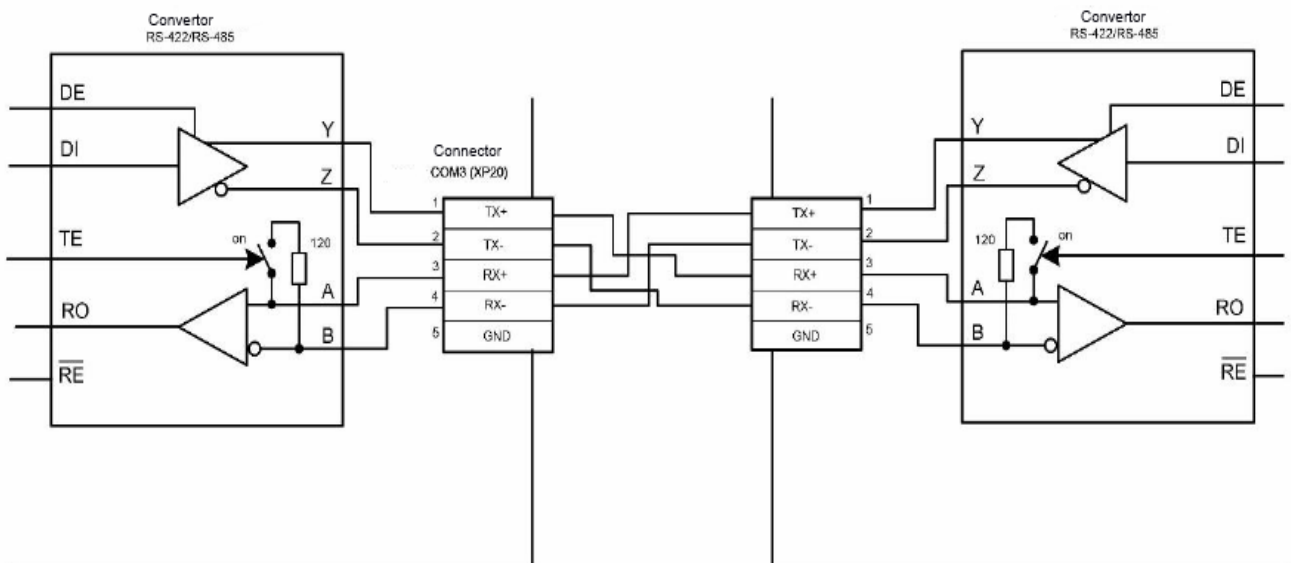 Convertor
RS-422/RS-485
Convertor
RS-422/RS-485
DE
DI
TE
RO
RE
Y
Z
on
120
A
B
Connector
COM3 (XP20)
1
2
3
4
5
TX+
TX-
RX+
RX-
GND
TX+
TX-
RX+
RX-
GND
1
2
3
4
5
Y
Z
120
on
A
B
DE
DI
TE
RO
RE